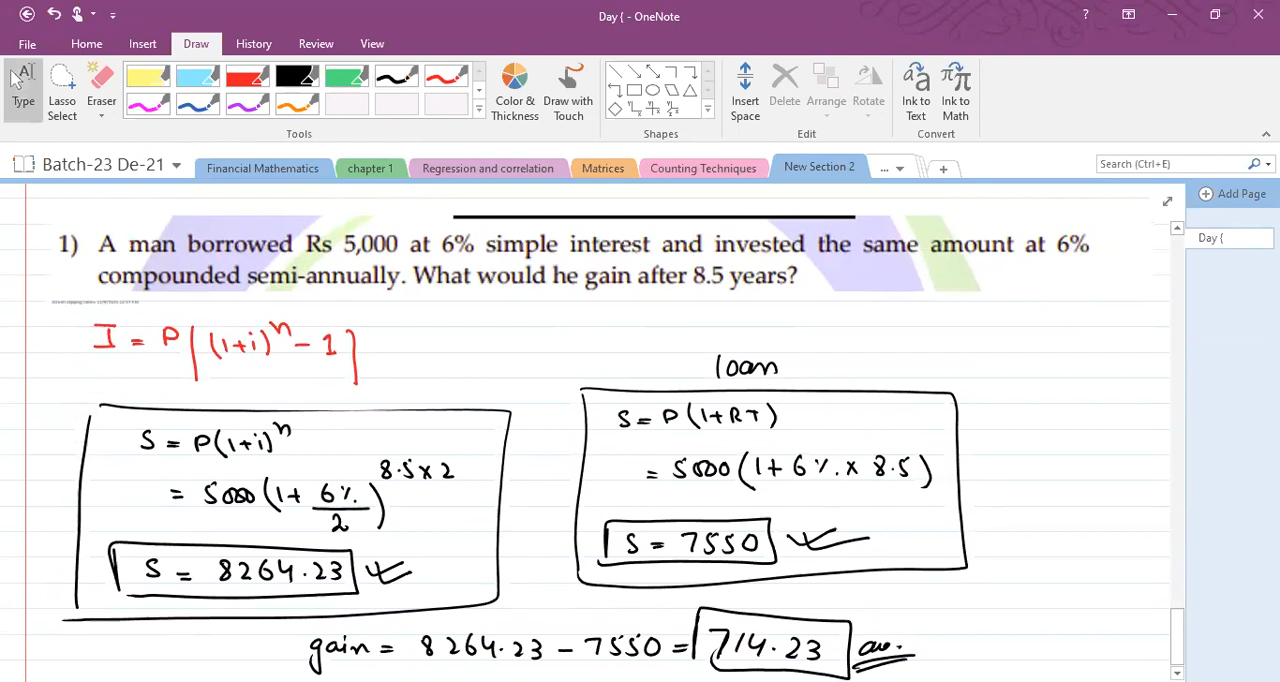 Day { - OneNote
File Home Insert Draw History Review View
Type
Lasso Select
Eraser
Color & Thickness
Draw with Touch
Insert Space
Delete
Arrange
Rotate
Ink to Text
Ink to Math
Tools
Shapes
Edit
Convert
Batch-23 De-21
Financial Mathematics
chapter 1
Regression and correlation
Matrices
Counting Techniques
New Section 2
...
Search (Ctrl+E)
Add Page
Day {
1) A man borrowed Rs 5,000 at 6% simple interest and invested the same amount at 6%
compounded semi-annually. What would he gain after 8.5 years?
I = P[(1+i)^n - 1]
S = P(1+i)^n
= 5000(1+ 6%/2)^8.5×2
S = 8264.23
loan
S = P(1+RT)
= 5000(1+6%×8.5)
S = 7550
gain = 8264.23 - 7550 = 714.23